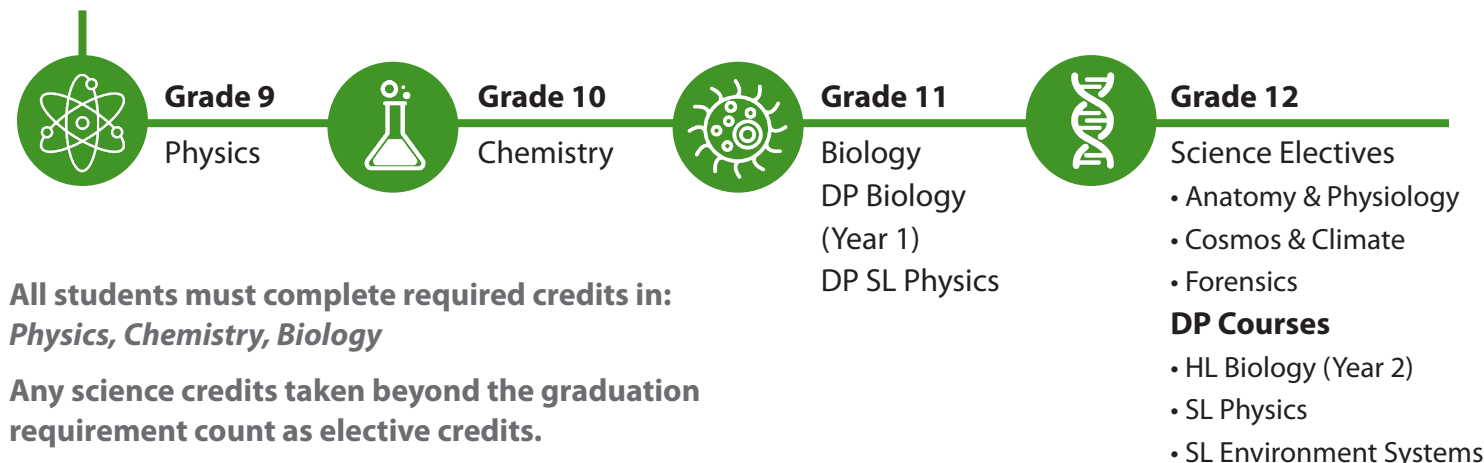 Grade 9
Physics
Grade 10
Chemistry
Grade 11
Biology
DP Biology
(Year 1)
DP SL Physics
Grade 12
Science Electives
• Anatomy & Physiology
• Cosmos & Climate
• Forensics
DP Courses
• HL Biology (Year 2)
• SL Physics
• SL Environment Systems
All students must complete required credits in:
Physics, Chemistry, Biology
Any science credits taken beyond the graduation
requirement count as elective credits.